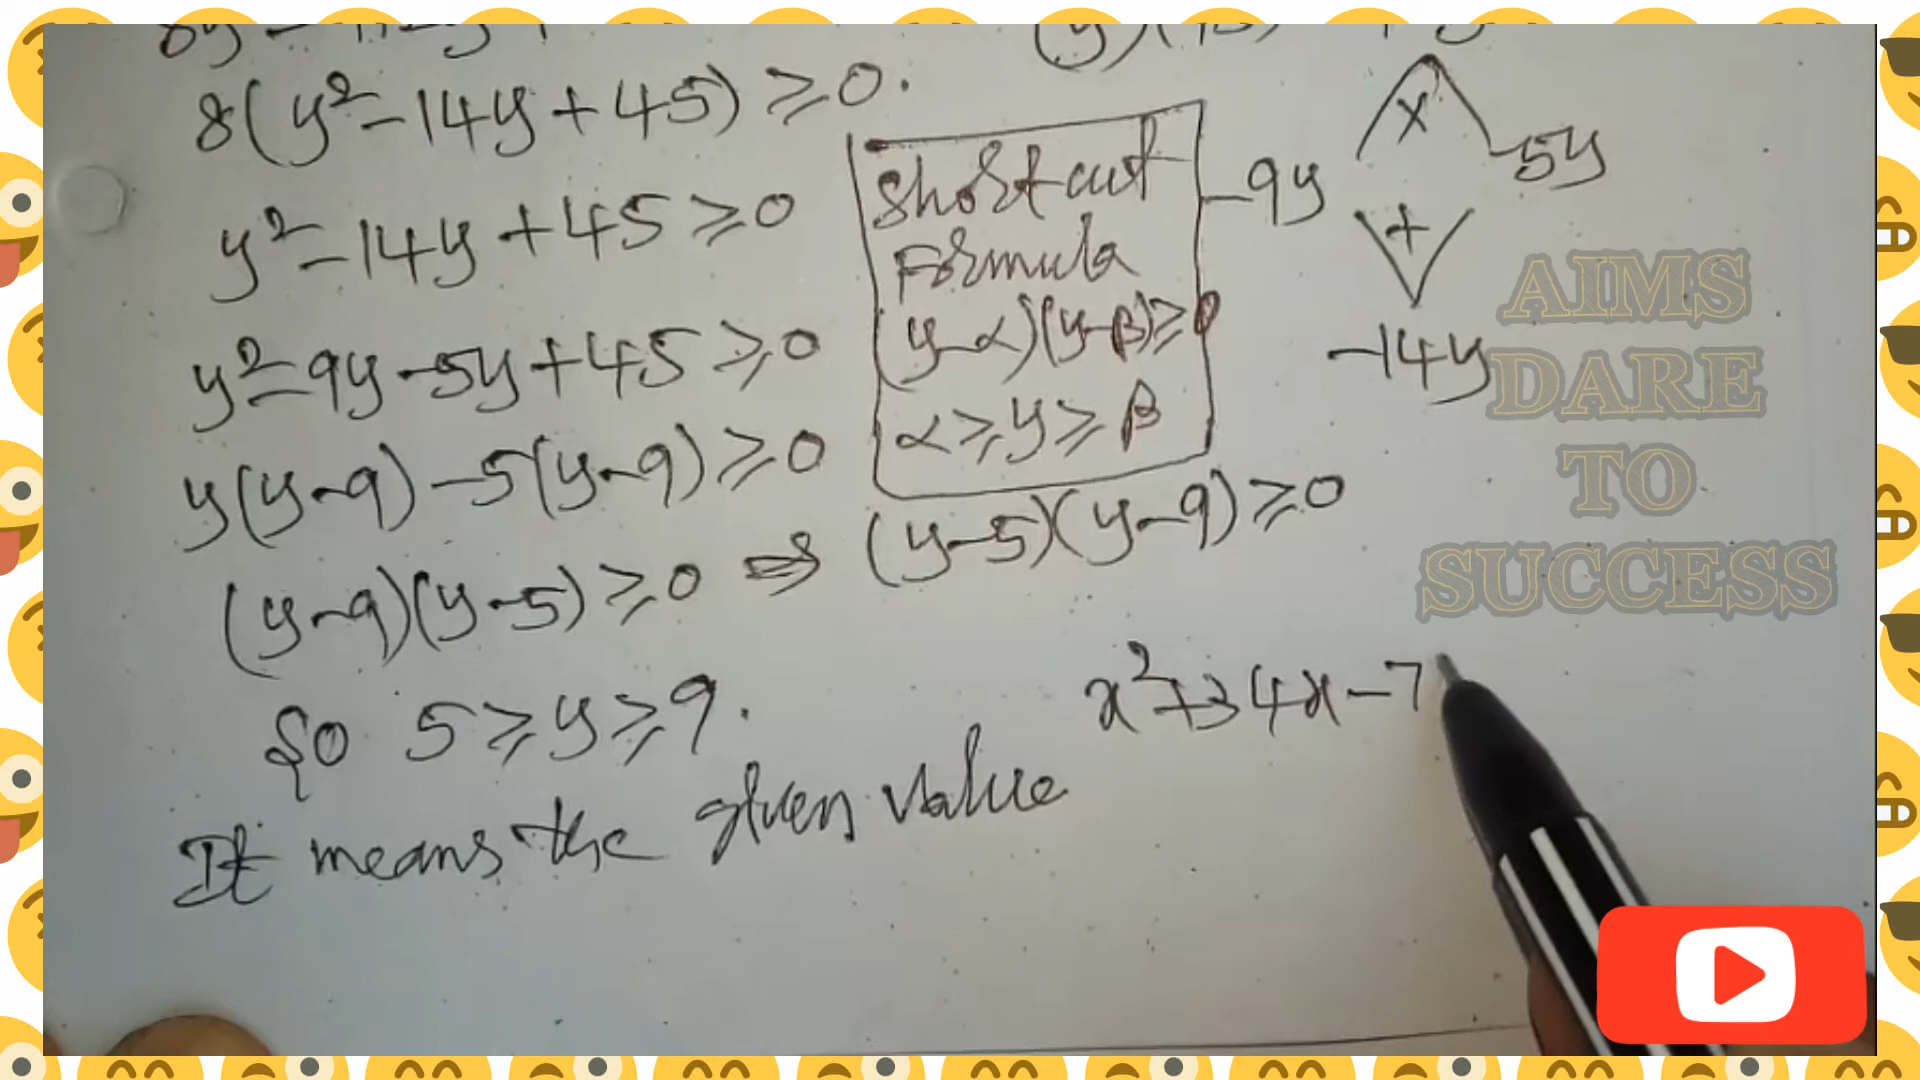 8(y²-14y+45)≥0.
y²-14y+45≥0
y²-9y-5y+45≥0
y(y-9)-5(y-9)≥0
(y-9)(y-5)≥0 ⇒ (y-5)(y-9)≥0
So 5≥y≥9.
It means the given value
x²+34x-7
Shortcut
Formula
(y-α)(y-β)≥0
α≥y≥β
×
-9y -5y
+
-14y
AIMS
DARE
TO
SUCCESS